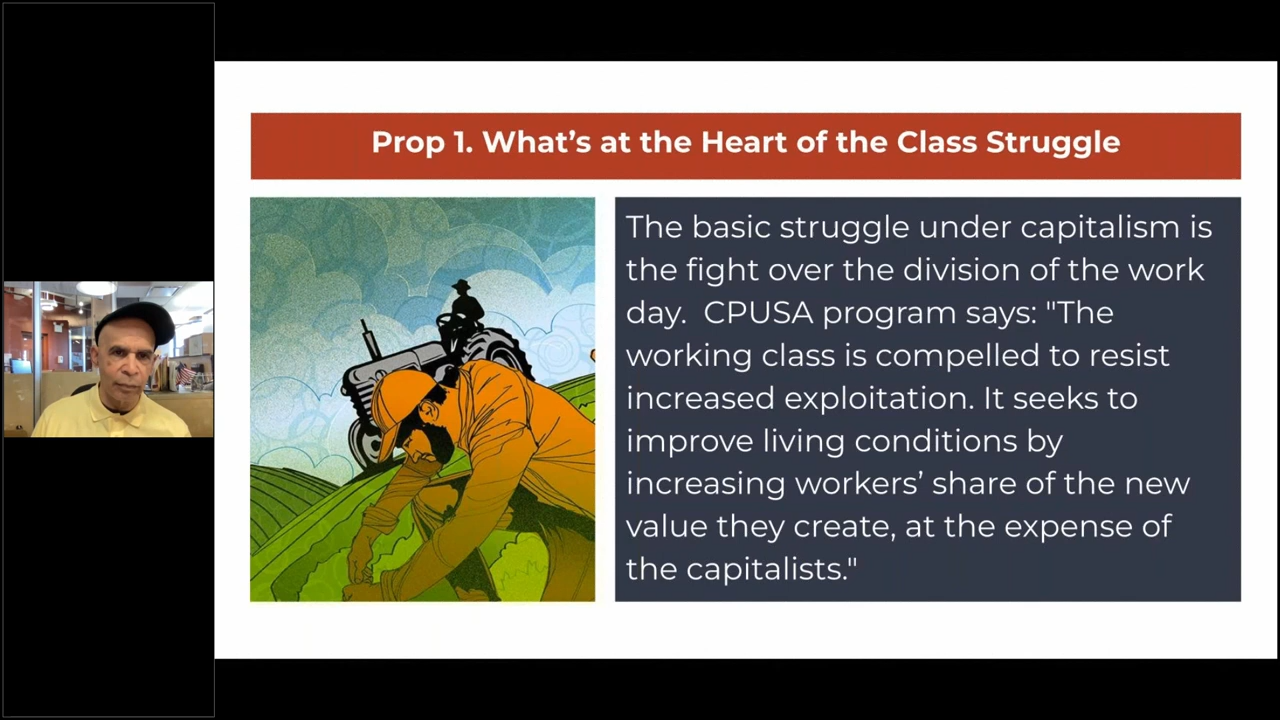 Prop 1. What’s at the Heart of the Class Struggle
The basic struggle under capitalism is
the fight over the division of the work
day.  CPUSA program says: "The
working class is compelled to resist
increased exploitation. It seeks to
improve living conditions by
increasing workers’ share of the new
value they create, at the expense of
the capitalists."